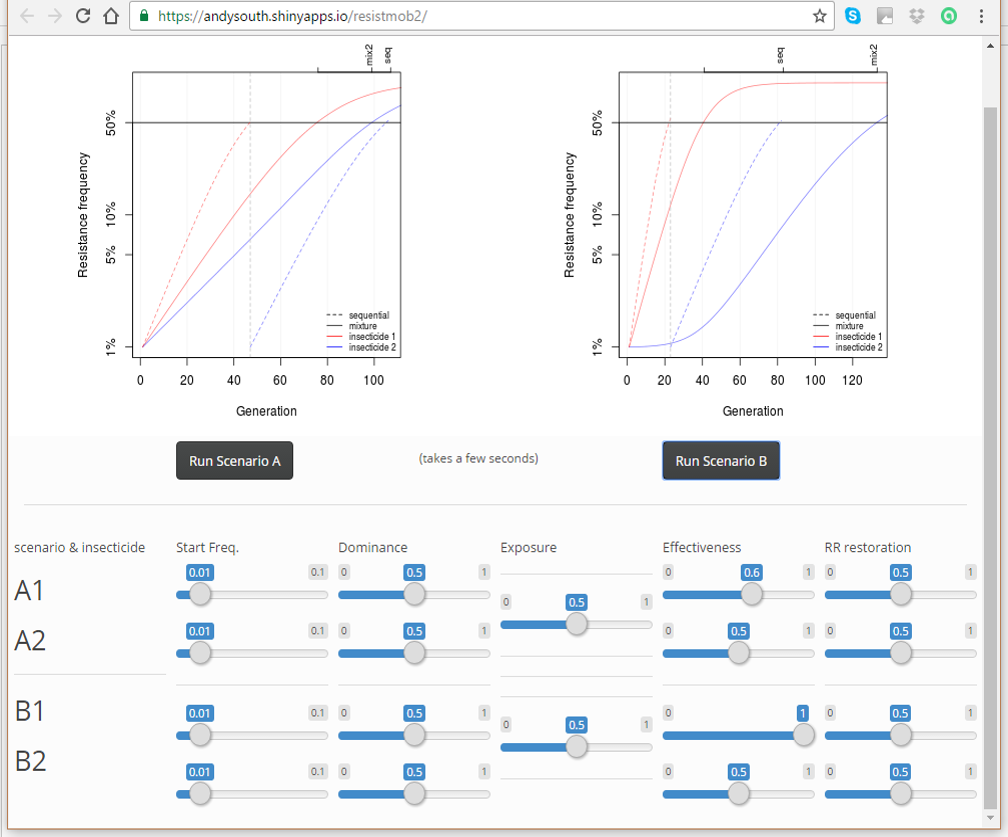 https://andysouth.shinyapps.io/resistmob2/
mix2 seq
50%
10%
5%
1%
Resistance frequency
sequential
mixture
insecticide 1
insecticide 2
0 20 40 60 80 100
Generation
seq mix2
50%
10%
5%
1%
Resistance frequency
sequential
mixture
insecticide 1
insecticide 2
0 20 40 60 80 100 120
Generation
Run Scenario A (takes a few seconds) Run Scenario B
scenario & insecticide Start Freq. Dominance Exposure Effectiveness RR restoration
A1 0.01 0.1 0 0.5 1 0 0.5 1 0 0.6 1 0 0.5 1
A2 0.01 0.1 0 0.5 1 0 0.5 1 0 0.5 1
B1 0.01 0.1 0 0.5 1 0 0.5 1 0 1 0 0.5 1
B2 0.01 0.1 0 0.5 1 0 0.5 1 0 0.5 1